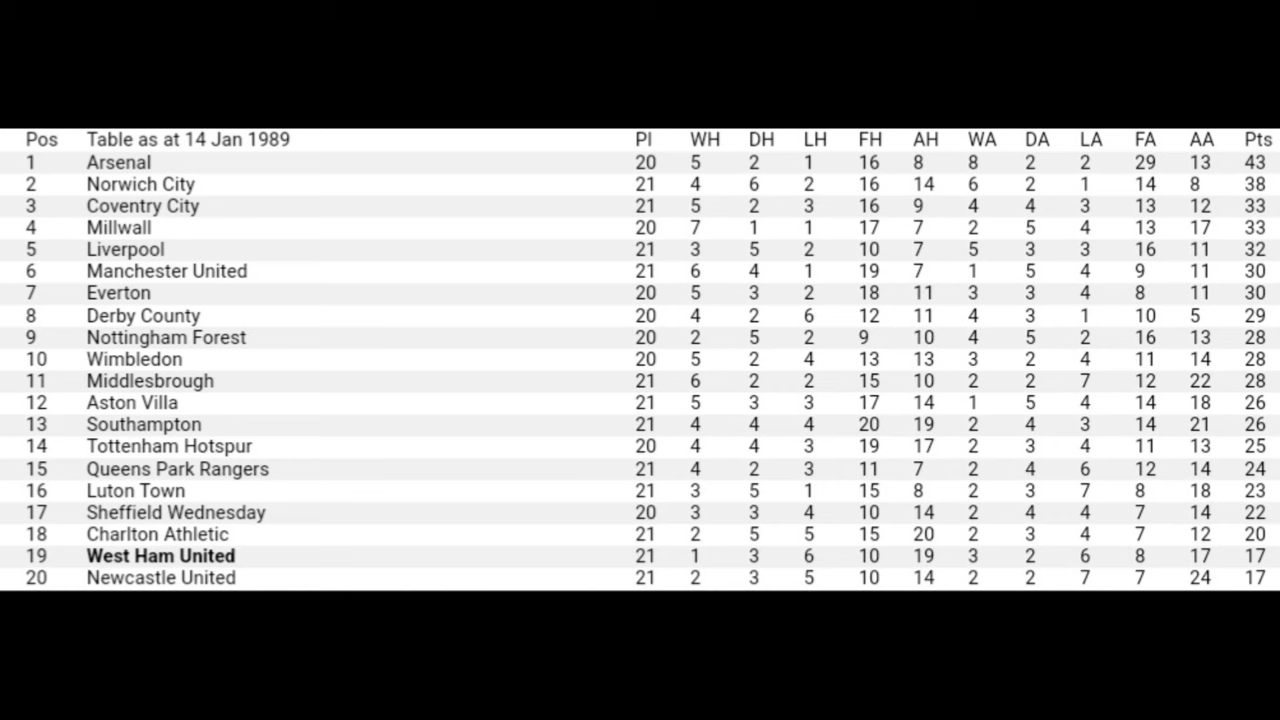 Pos Table as at 14 Jan 1989 Pl WH DH LH FH AH WA DA LA FA AA Pts
1 Arsenal 20 5 2 1 16 8 8 2 2 29 13 43
2 Norwich City 21 4 6 2 16 14 6 2 1 14 8 38
3 Coventry City 21 5 2 3 16 9 4 4 3 13 12 33
4 Millwall 20 7 1 1 17 7 2 5 4 13 17 33
5 Liverpool 21 3 5 2 10 7 5 3 3 16 11 32
6 Manchester United 21 6 4 1 19 7 1 5 4 9 11 30
7 Everton 20 5 3 2 18 11 3 3 4 8 11 30
8 Derby County 20 4 2 6 12 11 4 3 1 10 5 29
9 Nottingham Forest 20 2 5 2 9 10 4 5 2 16 13 28
10 Wimbledon 20 5 2 4 13 13 3 2 4 11 14 28
11 Middlesbrough 21 6 2 2 15 10 2 2 7 12 22 28
12 Aston Villa 21 5 3 3 17 14 1 5 4 14 18 26
13 Southampton 21 4 4 4 20 19 2 4 3 14 21 26
14 Tottenham Hotspur 20 4 4 3 19 17 2 3 4 11 13 25
15 Queens Park Rangers 21 4 2 3 11 7 2 4 6 12 14 24
16 Luton Town 21 3 5 1 15 8 2 3 7 8 18 23
17 Sheffield Wednesday 20 3 3 4 10 14 2 4 4 7 14 22
18 Charlton Athletic 21 2 5 5 15 20 2 3 4 7 12 20
19 West Ham United 21 1 3 6 10 19 3 2 6 8 17 17
20 Newcastle United 21 2 3 5 10 14 2 2 7 7 24 17